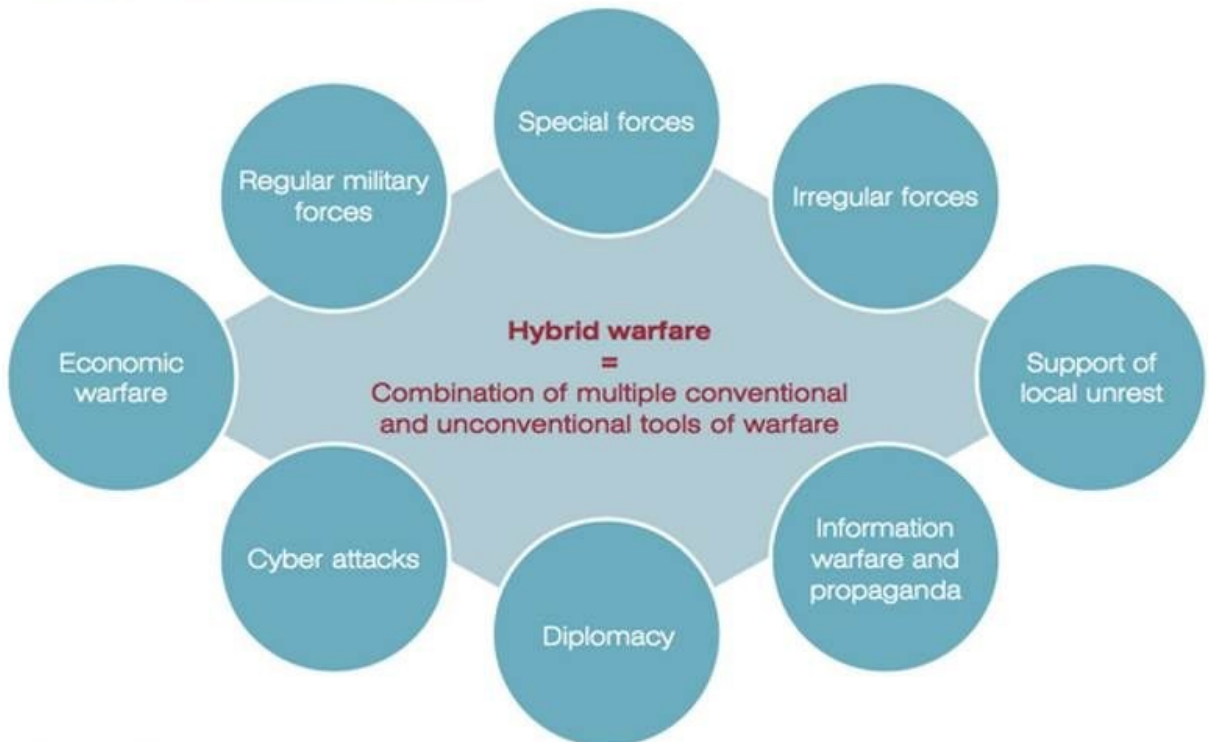 Special forces
Regular military
forces
Irregular forces
Hybrid warfare
=
Combination of multiple conventional
and unconventional tools of warfare
Economic
warfare
Support of
local unrest
Cyber attacks
Information
warfare and
propaganda
Diplomacy